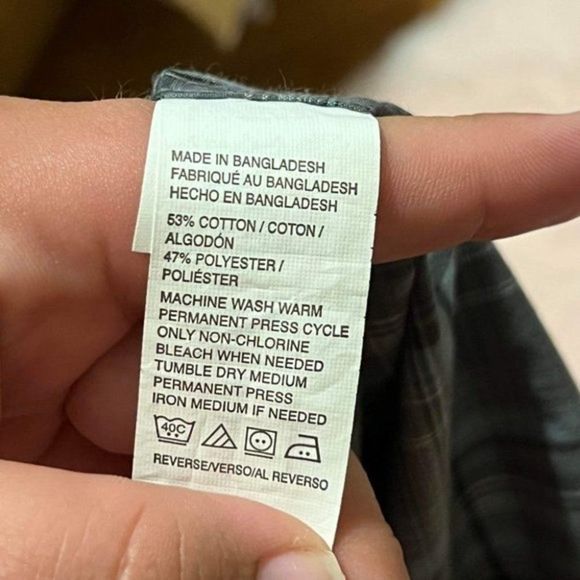 MADE IN BANGLADESH
FABRIQUÉ AU BANGLADESH
HECHO EN BANGLADESH
53% COTTON / COTON /
ALGODÓN
47% POLYESTER /
POLIÉSTER
MACHINE WASH WARM
PERMANENT PRESS CYCLE
ONLY NON-CHLORINE
BLEACH WHEN NEEDED
TUMBLE DRY MEDIUM
PERMANENT PRESS
IRON MEDIUM IF NEEDED
40C
REVERSE/VERSO/AL REVERSO